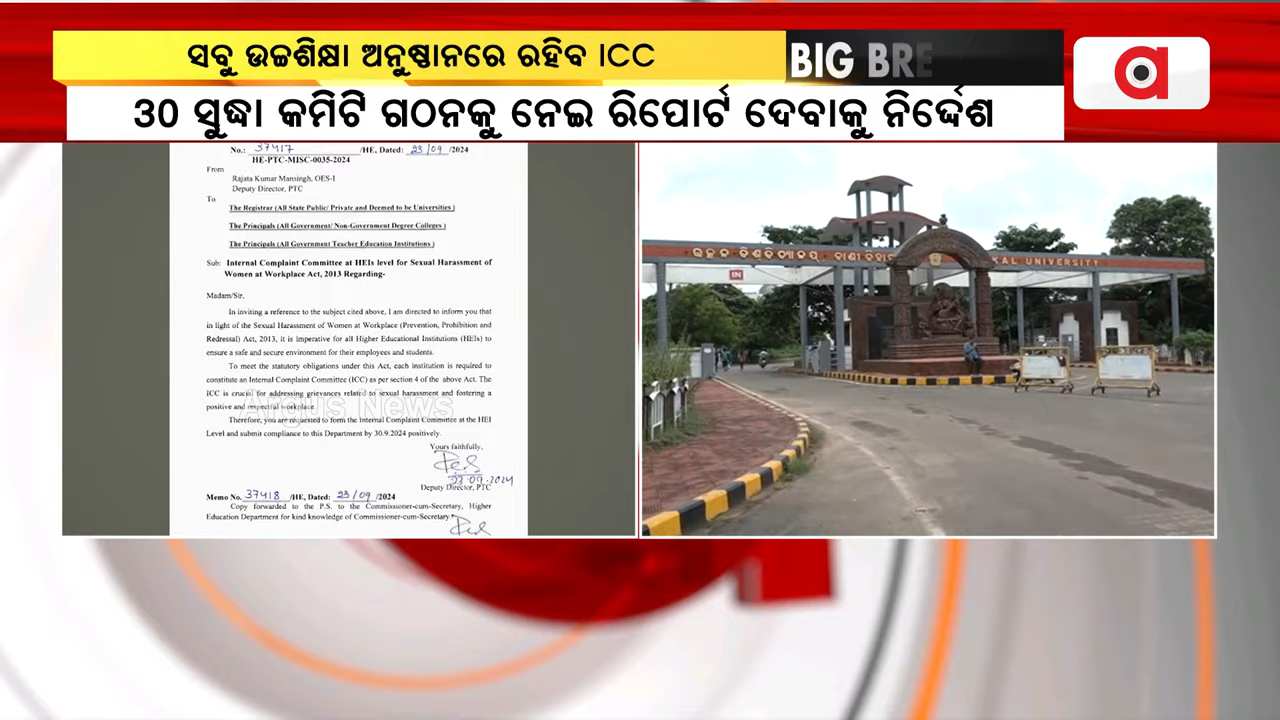 ସବୁ ଉଚ୍ଚଶିକ୍ଷା ଅନୁଷ୍ଠାନରେ ରହିବ ICC
BIG BRE
30 ସୁଦ୍ଧା କମିଟି ଗଠନକୁ ନେଇ ରିପୋର୍ଟ ଦେବାକୁ ନିର୍ଦ୍ଦେଶ
No.: 37417 /HE, Dated: 23/09 /2024
HE-PTC-MISC-0035-2024
From
Rajata Kumar Mansingh, OES-I
Deputy Director, PTC
To
The Registrar (All State Public/ Private and Deemed to be Universities )
The Principals (All Government/ Non-Government Degree Colleges )
The Principals (All Government Teacher Education Institutions )
Sub: Internal Complaint Committee at HEIs level for Sexual Harassment of
Women at Workplace Act, 2013 Regarding-
Madam/Sir,
In inviting a reference to the subject cited above, I am directed to inform you that
in light of the Sexual Harassment of Women at Workplace (Prevention, Prohibition and
Redressal) Act, 2013, it is imperative for all Higher Educational Institutions (HEIs) to
ensure a safe and secure environment for their employees and students.
To meet the statutory obligations under this Act, each institution is required to
constitute an Internal Complaint Committee (ICC) as per section 4 of the above Act. The
ICC is crucial for addressing grievances related to sexual harassment and fostering a
positive and respectful workplace.
Argus News
Therefore, you are requested to form the Internal Complaint Committee at the HEI
Level and submit compliance to this Department by 30.9.2024 positively.
Yours faithfully,
23.09.2024
Deputy Director, PTC
Memo No. 37418 /HE, Dated: 23/09 /2024
Copy forwarded to the P.S. to the Commissioner-cum-Secretary, Higher
Education Department for kind knowledge of Commissioner-cum-Secretary.
ଉତ୍କଳ ବିଶ୍ଵବିଦ୍ୟାଳୟ ବାଣୀ ବିହାର
KAL UNIVERSITY
IN